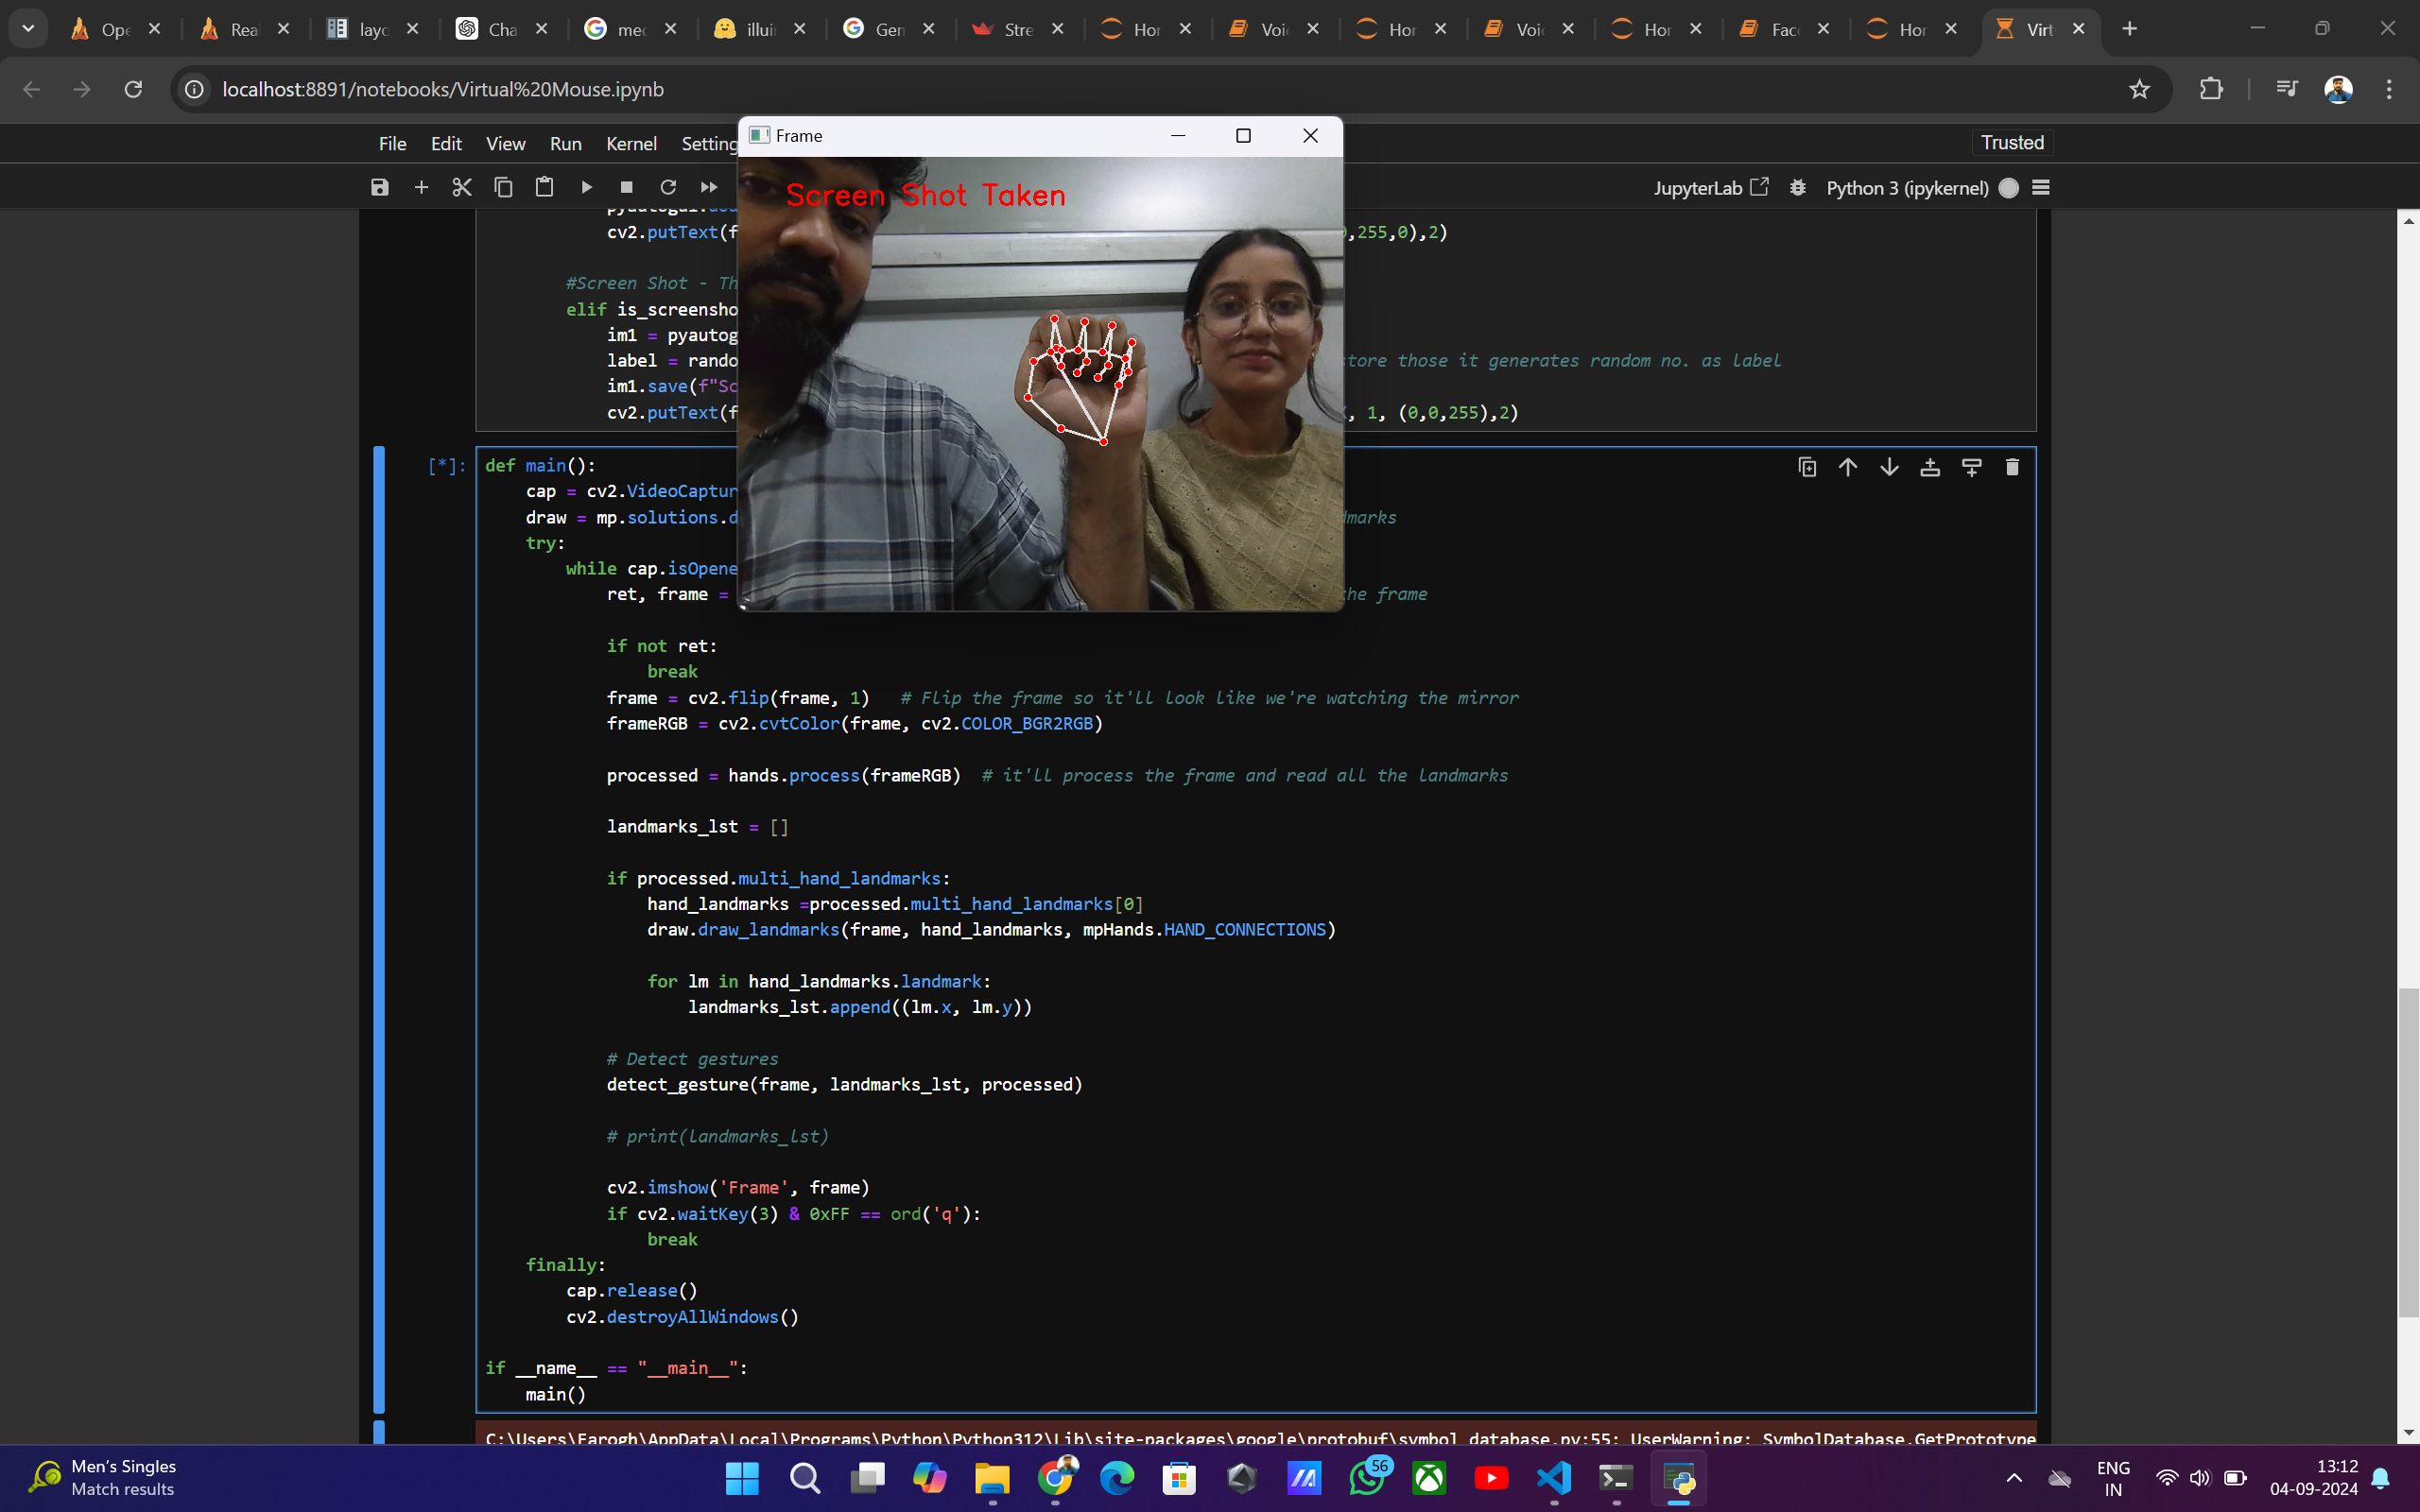 Ope
Rea
layo
Cha
med
illui
Gen
Stre
Hor
Voic
Hor
Voic
Hor
Face
Hor
Virt
localhost:8891/notebooks/Virtual%20Mouse.ipynb
File Edit View Run Kernel Setting
Trusted
Frame
JupyterLab
Python 3 (ipykernel)
Screen Shot Taken
cv2.putText(f
,255,0),2)
#Screen Shot - Th
elif is_screensho
im1 = pyautog
label = rando
store those it generates random no. as label
im1.save(f"Sc
cv2.putText(f
, 1, (0,0,255),2)
[*]:
def main():
cap = cv2.VideoCaptur
draw = mp.solutions.d
dmarks
try:
while cap.isOpene
ret, frame =
the frame
if not ret:
break
frame = cv2.flip(frame, 1) # Flip the frame so it'll look like we're watching the mirror
frameRGB = cv2.cvtColor(frame, cv2.COLOR_BGR2RGB)
processed = hands.process(frameRGB) # it'll process the frame and read all the landmarks
landmarks_lst = []
if processed.multi_hand_landmarks:
hand_landmarks =processed.multi_hand_landmarks[0]
draw.draw_landmarks(frame, hand_landmarks, mpHands.HAND_CONNECTIONS)
for lm in hand_landmarks.landmark:
landmarks_lst.append((lm.x, lm.y))
# Detect gestures
detect_gesture(frame, landmarks_lst, processed)
# print(landmarks_lst)
cv2.imshow('Frame', frame)
if cv2.waitKey(3) & 0xFF == ord('q'):
break
finally:
cap.release()
cv2.destroyAllWindows()
if __name__ == "__main__":
main()
C:\Users\Farogh\AppData\Local\Programs\Python\Python312\Lib\site-packages\google\protobuf\symbol_database.py:55: UserWarning: SymbolDatabase.GetPrototype
Men's Singles
Match results
56
ENG
IN
13:12
04-09-2024